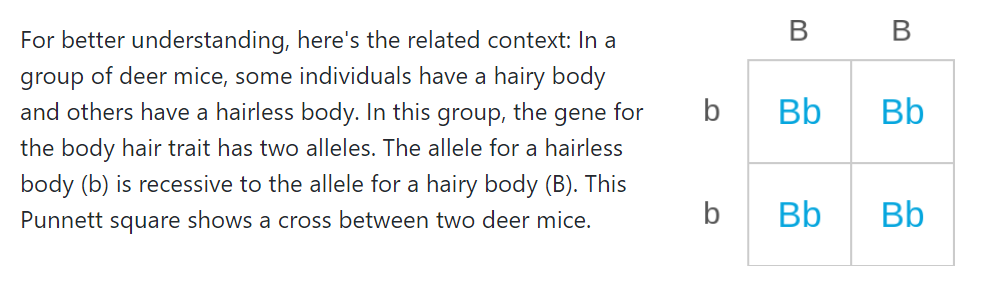 For better understanding, here's the related context: In a
group of deer mice, some individuals have a hairy body
and others have a hairless body. In this group, the gene for
the body hair trait has two alleles. The allele for a hairless
body (b) is recessive to the allele for a hairy body (B). This
Punnett square shows a cross between two deer mice.
B B
b Bb Bb
b Bb Bb